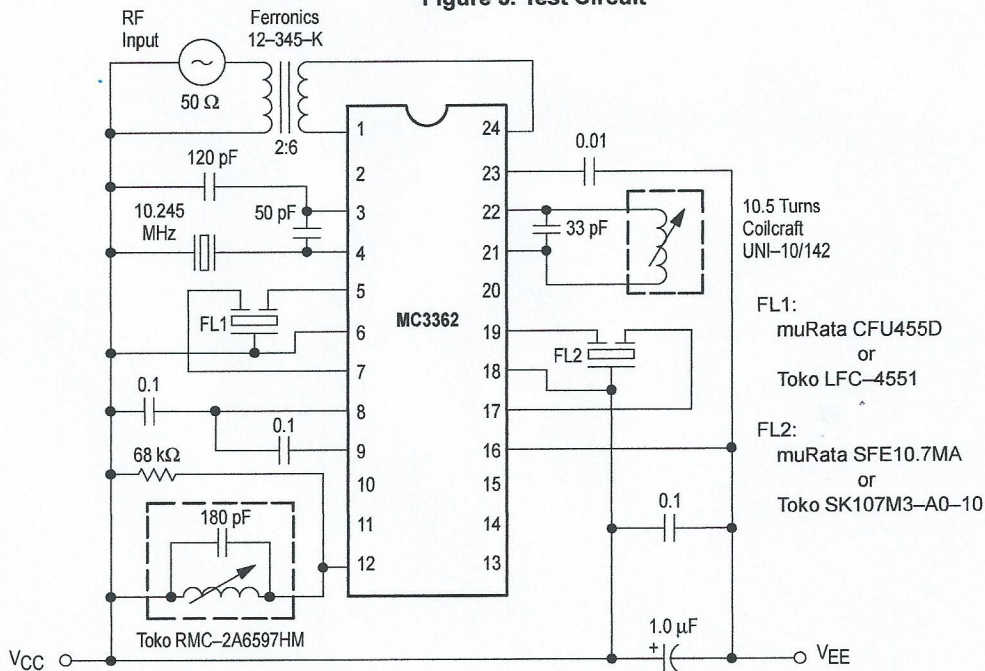 Figure 3. Test Circuit
RF
Input
Ferronics
12–345–K
50 Ω
2:6
120 pF
10.245
MHz
50 pF
FL1
0.1
0.1
68 kΩ
180 pF
Toko RMC–2A6597HM
VCC
1
2
3
4
5
6
7
8
9
10
11
12
MC3362
24
23
22
21
20
19
18
17
16
15
14
13
0.01
33 pF
10.5 Turns
Coilcraft
UNI–10/142
FL2
FL1:
muRata CFU455D
or
Toko LFC–4551
FL2:
muRata SFE10.7MA
or
Toko SK107M3–A0–10
0.1
1.0 µF
+
VEE